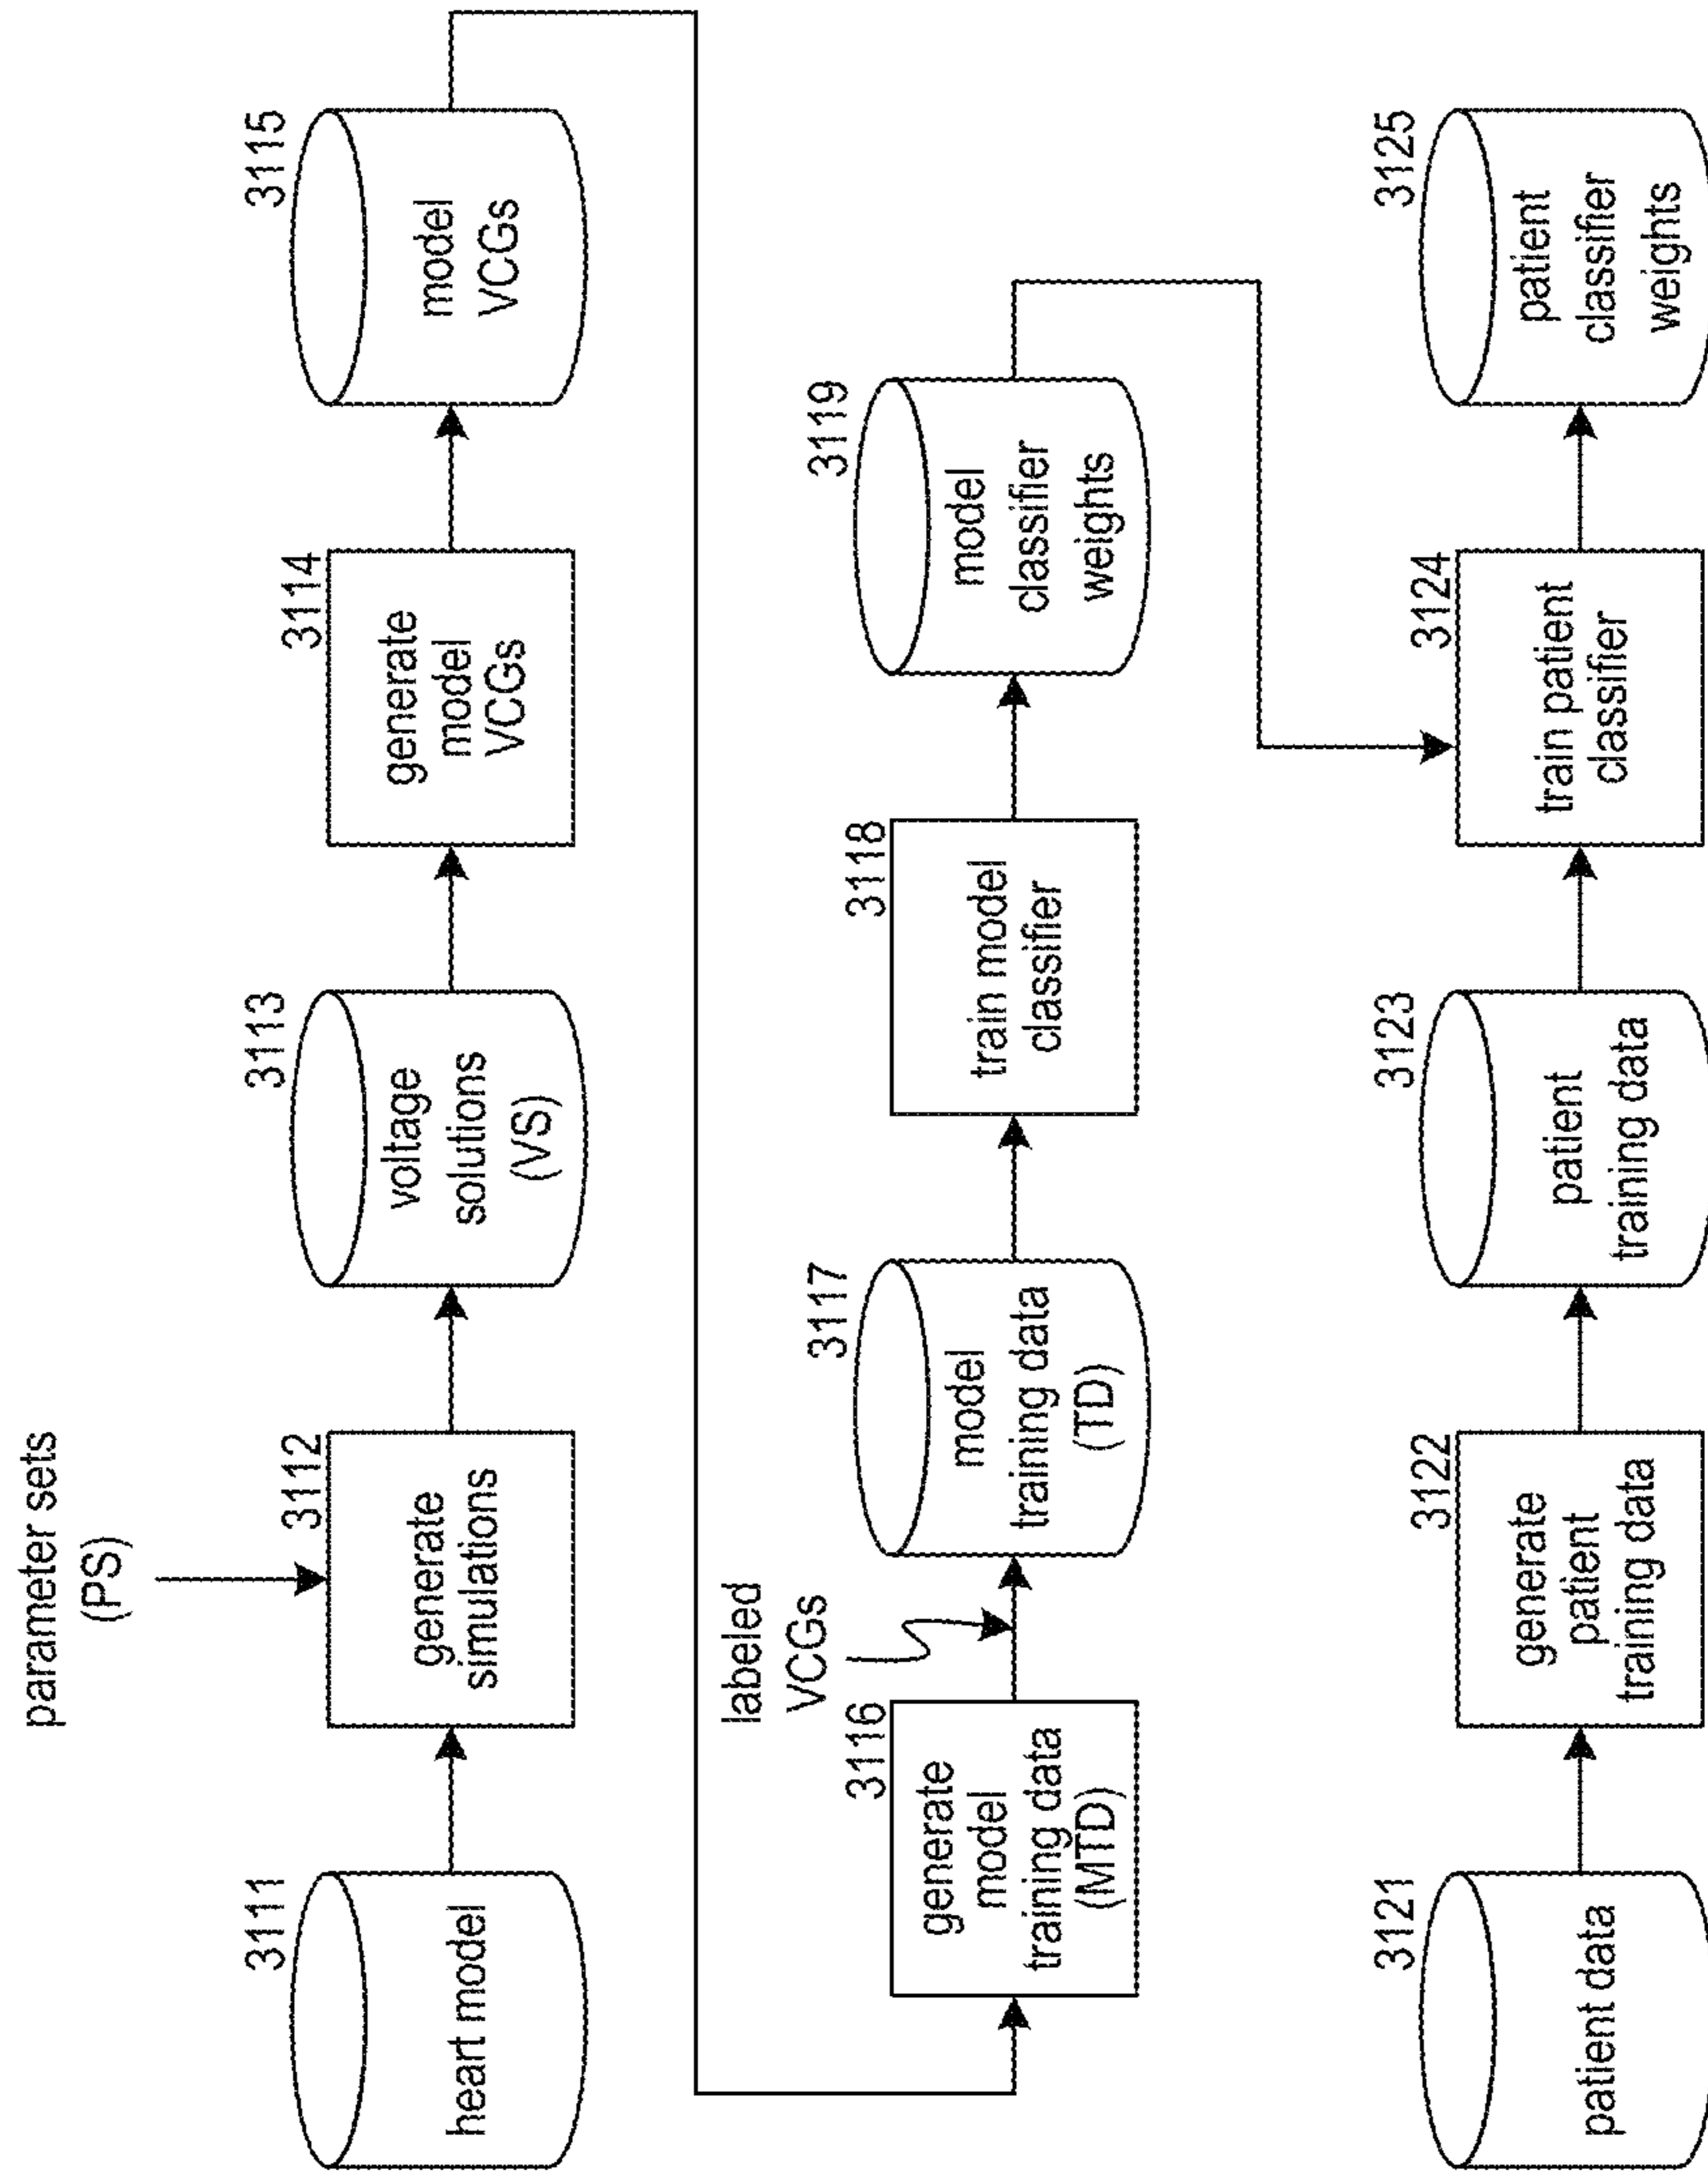 parameter sets
(PS)
3111
heart model
3112
generate
simulations
3113
voltage
solutions
(VS)
3114
generate
model
VCGs
3115
model
VCGs
3116
generate
model
training data
(MTD)
labeled
VCGs
3117
model
training data
(TD)
3118
train model
classifier
3119
model
classifier
weights
3121
patient data
3122
generate
patient
training data
3123
patient
training data
3124
train patient
classifier
3125
patient
classifier
weights